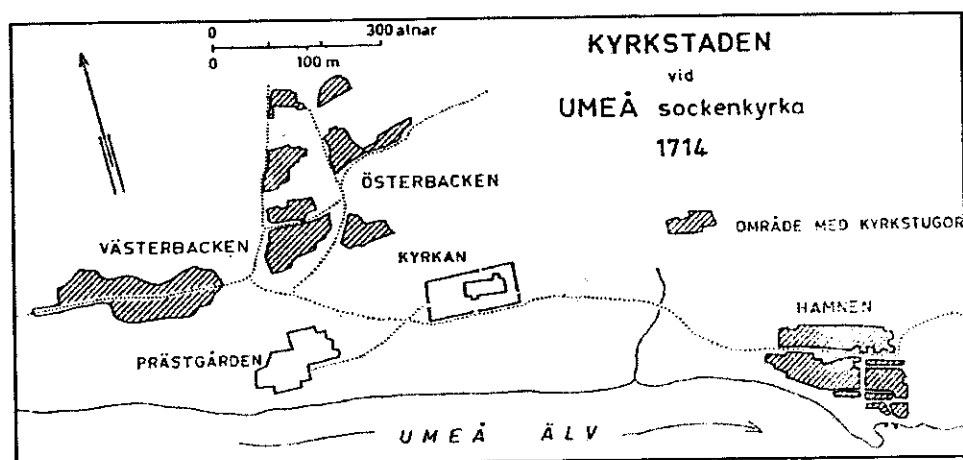 0 300 alnar
0 100 m
KYRKSTADEN
vid
UMEÅ sockenkyrka
1714
ÖSTERBACKEN
OMRÅDE MED KYRKSTUGOR
VÄSTERBACKEN
KYRKAN
HAMNEN
PRÄSTGÅRDEN
UMEÅ ÄLV